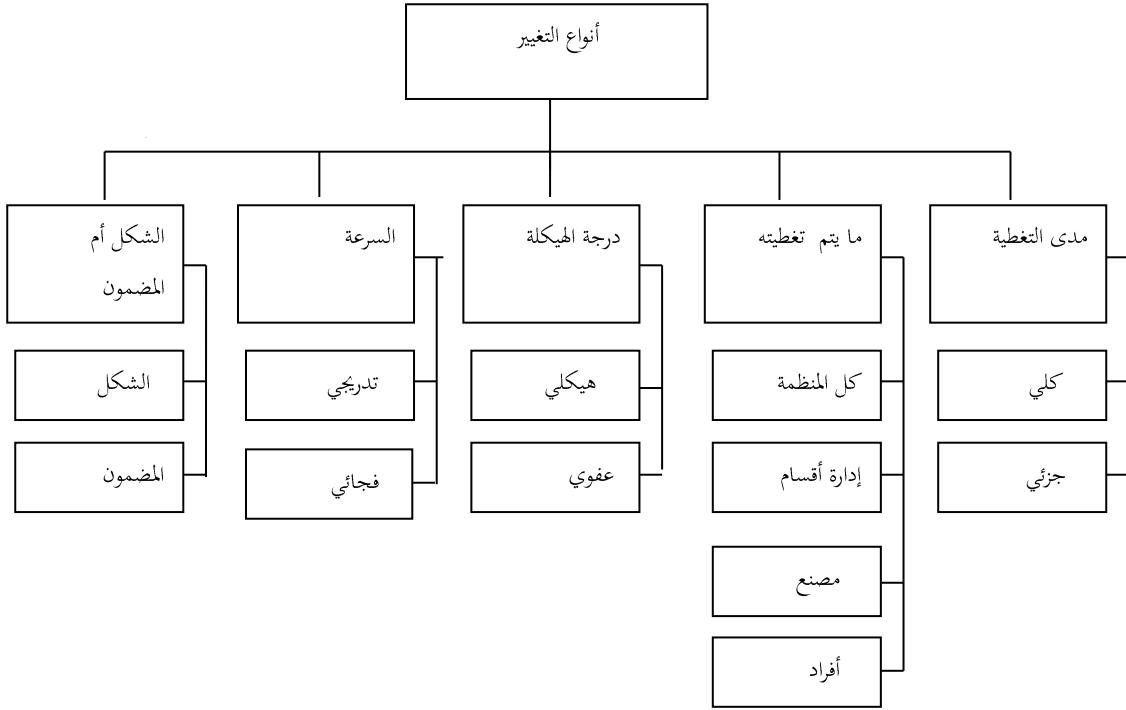 أنواع التغيير
مدى التغطية
ما يتم تغطيته
درجة الهيكلة
السرعة
الشكل أم
المضمون
كلي
كل المنظمة
هيكلي
تدريجي
الشكل
جزئي
إدارة أقسام
عفوي
فجائي
المضمون
مصنع
أفراد